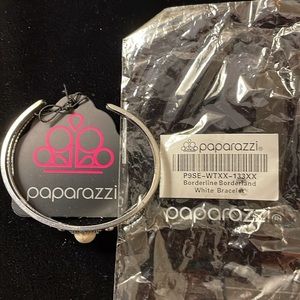 paparazzi
paparazzi®
P9SE-WTXX-133XX
Borderline Borderland
White Bracelet
paparazzi®